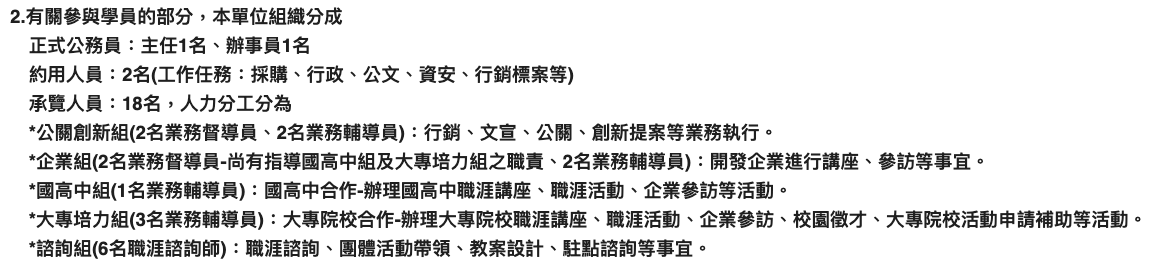 2.有關參與學員的部分，本單位組織分成
正式公務員：主任1名、辦事員1名
約用人員：2名(工作任務：採購、行政、公文、資安、行銷標案等)
承覽人員：18名，人力分工分為
*公關創新組(2名業務督導員、2名業務輔導員)：行銷、文宣、公關、創新提案等業務執行。
*企業組(2名業務督導員-尚有指導國高中組及大專培力組之職責、2名業務輔導員)：開發企業進行講座、參訪等事宜。
*國高中組(1名業務輔導員)：國高中合作-辦理國高中職涯講座、職涯活動、企業參訪等活動。
*大專培力組(3名業務輔導員)：大專院校合作-辦理大專院校職涯講座、職涯活動、企業參訪、校園徵才、大專院校活動申請補助等活動。
*諮詢組(6名職涯諮詢師)：職涯諮詢、團體活動帶領、教案設計、駐點諮詢等事宜。